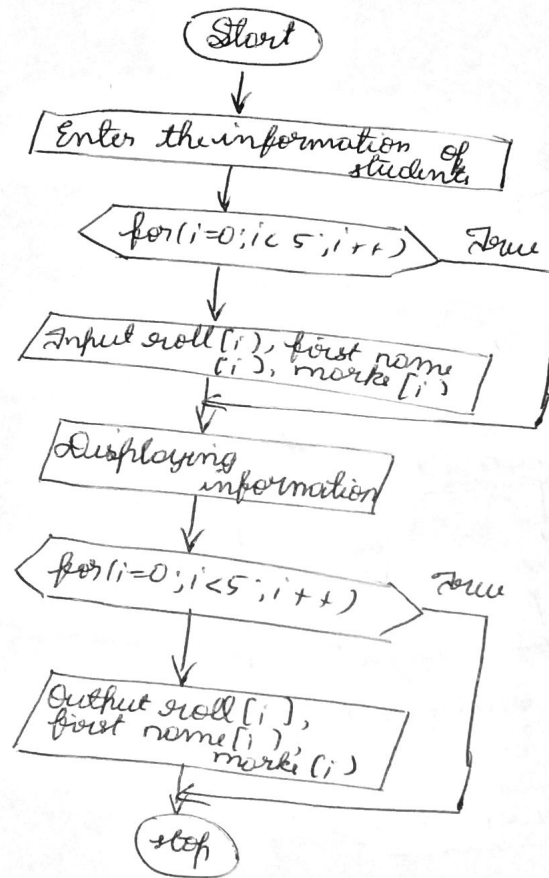 Start
Enter the information of
students
for(i=0;i<5;i++)
True
Input roll[i), first name
[i), marks[i)
Displaying
information
for(i=0;i<5;i++)
True
Output roll[i],
first name[i],
marks[i)
stop